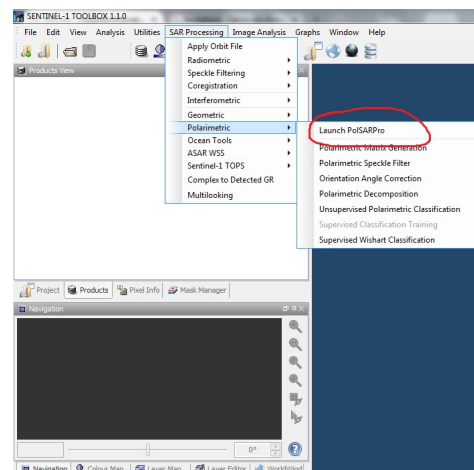 SENTINEL-1 TOOLBOX 1.1.0
File Edit View Analysis Utilities SAR Processing Image Analysis Graphs Window Help
Products View
Apply Orbit File
Radiometric
Speckle Filtering
Coregistration
Interferometric
Geometric
Polarimetric
Ocean Tools
ASAR WSS
Sentinel-1 TOPS
Complex to Detected GR
Multilooking
Launch PolSARPro
Polarimetric Matrix Generation
Polarimetric Speckle Filter
Orientation Angle Correction
Polarimetric Decomposition
Unsupervised Polarimetric Classification
Supervised Classification Training
Supervised Wishart Classification
Project Products Pixel Info Mask Manager
Navigation
0°
Navigation Colour Map Layer Map Layer Editor WorldWind